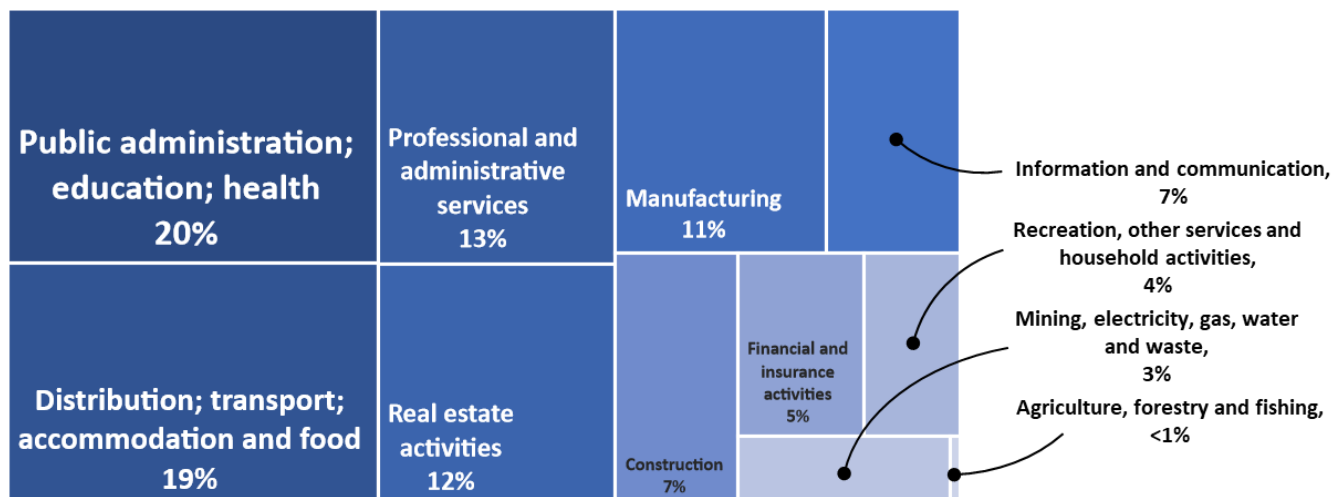 Public administration;
education; health
20%
Distribution; transport;
accommodation and food
19%
Professional and
administrative
services
13%
Real estate
activities
12%
Manufacturing
11%
Construction
7%
Financial and
insurance
activities
5%
Information and communication,
7%
Recreation, other services and
household activities,
4%
Mining, electricity, gas, water
and waste,
3%
Agriculture, forestry and fishing,
<1%